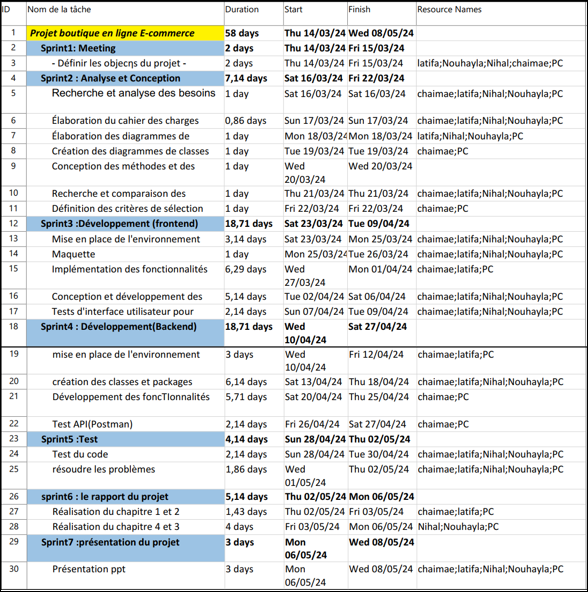 ID Nom de la tâche Duration Start Finish Resource Names
1 Projet boutique en ligne E-commerce 58 days Thu 14/03/24 Wed 08/05/24
2 Sprint1: Meeting 2 days Thu 14/03/24 Fri 15/03/24
3 - Définir les objecƞs du projet - 2 days Thu 14/03/24 Fri 15/03/24 latifa;Nouhayla;Nihal;chaimae;PC
4 Sprint2 : Analyse et Conception 7,14 days Sat 16/03/24 Fri 22/03/24
5 Recherche et analyse des besoins 1 day Sat 16/03/24 Sat 16/03/24 chaimae;latifa;Nihal;Nouhayla;PC
6 Élaboration du cahier des charges 0,86 days Sun 17/03/24 Sun 17/03/24 chaimae;latifa;Nihal;Nouhayla;PC
7 Élaboration des diagrammes de 1 day Mon 18/03/24 Mon 18/03/24 latifa;Nihal;Nouhayla;PC
8 Création des diagrammes de classes 1 day Tue 19/03/24 Tue 19/03/24 chaimae;PC
9 Conception des méthodes et des 1 day Wed Wed 20/03/24
20/03/24
10 Recherche et comparaison des 1 day Thu 21/03/24 Thu 21/03/24 chaimae;latifa;Nihal;Nouhayla;PC
11 Définition des critères de sélection 1 day Fri 22/03/24 Fri 22/03/24 chaimae;PC
12 Sprint3 :Développement (frontend) 18,71 days Sat 23/03/24 Tue 09/04/24
13 Mise en place de l'environnement 3,14 days Sat 23/03/24 Mon 25/03/24 chaimae;latifa;Nihal;Nouhayla;PC
14 Maquette 1 day Mon 25/03/24 Tue 26/03/24 chaimae;latifa;Nihal;Nouhayla;PC
15 Implémentation des fonctionnalités 6,29 days Wed Mon 01/04/24 chaimae;latifa;PC
27/03/24
16 Conception et développement des 5,14 days Tue 02/04/24 Sat 06/04/24 chaimae;latifa;Nihal;Nouhayla;PC
17 Tests d'interface utilisateur pour 2,14 days Sun 07/04/24 Tue 09/04/24 chaimae;latifa;Nihal;Nouhayla;PC
18 Sprint4 : Développement(Backend) 18,71 days Wed Sat 27/04/24
10/04/24
19 mise en place de l'environnement 3 days Wed Fri 12/04/24 chaimae;latifa;PC
10/04/24
20 création des classes et packages 6,14 days Sat 13/04/24 Thu 18/04/24 chaimae;latifa;Nihal;Nouhayla;PC
21 Développement des foncTIonnalités 5,71 days Sat 20/04/24 Thu 25/04/24 chaimae;PC
22 Test API(Postman) 2,14 days Fri 26/04/24 Sat 27/04/24 chaimae;PC
23 Sprint5 :Test 4,14 days Sun 28/04/24 Thu 02/05/24
24 Test du code 2,14 days Sun 28/04/24 Tue 30/04/24 chaimae;latifa;Nihal;Nouhayla;PC
25 résoudre les problèmes 1,86 days Wed Thu 02/05/24 chaimae;latifa;Nihal;Nouhayla;PC
01/05/24
26 sprint6 : le rapport du projet 5,14 days Thu 02/05/24 Mon 06/05/24
27 Réalisation du chapitre 1 et 2 1,43 days Thu 02/05/24 Fri 03/05/24 chaimae;latifa;PC
28 Réalisation du chapitre 4 et 3 4 days Fri 03/05/24 Mon 06/05/24 Nihal;Nouhayla;PC
29 Sprint7 :présentation du projet 3 days Mon Wed 08/05/24
06/05/24
30 Présentation ppt 3 days Mon Wed 08/05/24 chaimae;latifa;Nihal;Nouhayla;PC
06/05/24